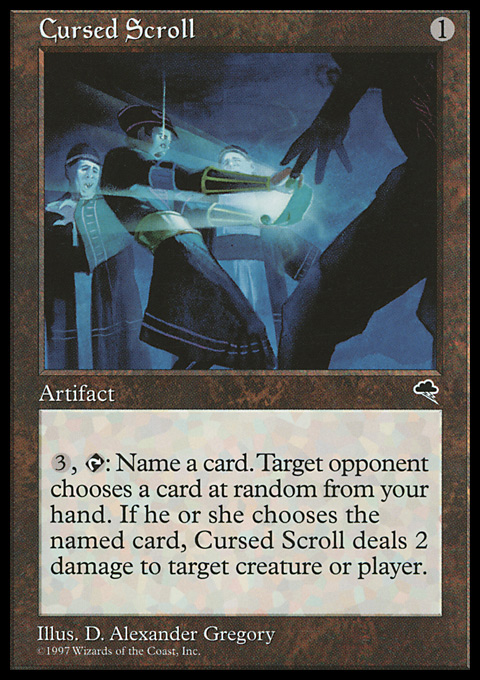 Cursed Scroll 1
Artifact
3, : Name a card. Target opponent
chooses a card at random from your
hand. If he or she chooses the
named card, Cursed Scroll deals 2
damage to target creature or player.
Illus. D. Alexander Gregory
©1997 Wizards of the Coast, Inc.